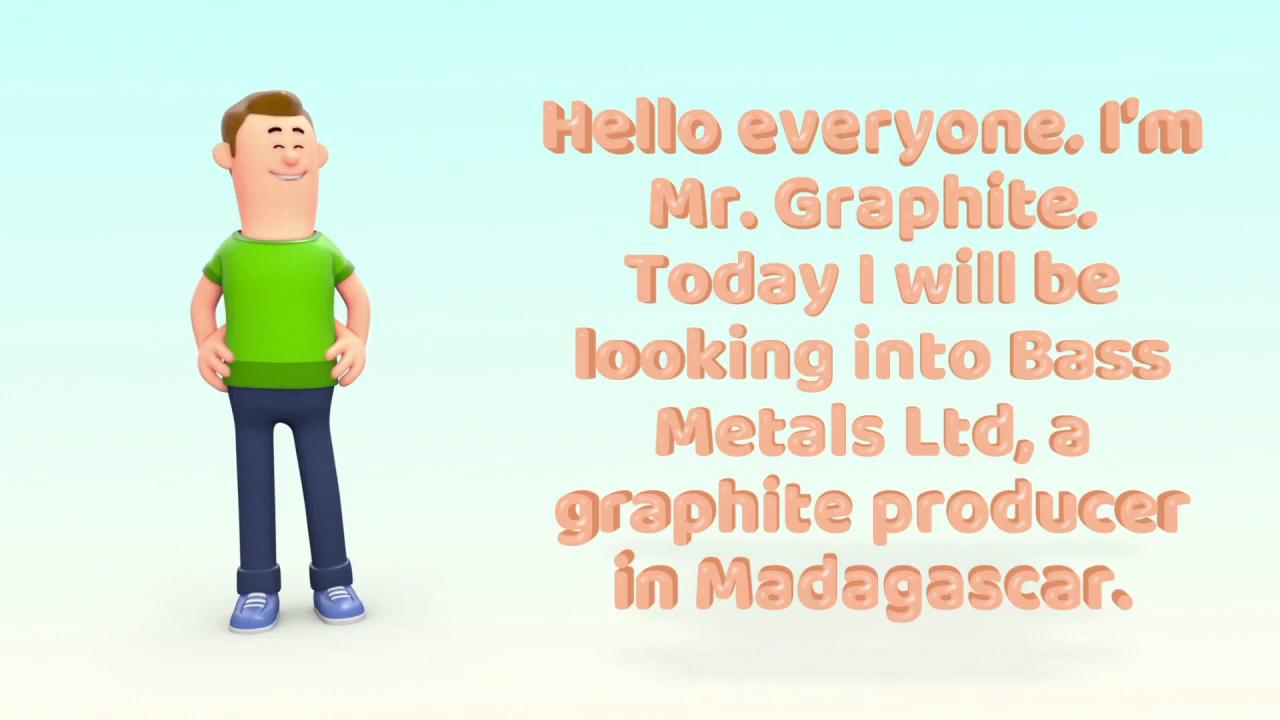 Hello everyone. I'm
Mr. Graphite.
Today I will be
looking into Bass
Metals Ltd, a
graphite producer
in Madagascar.